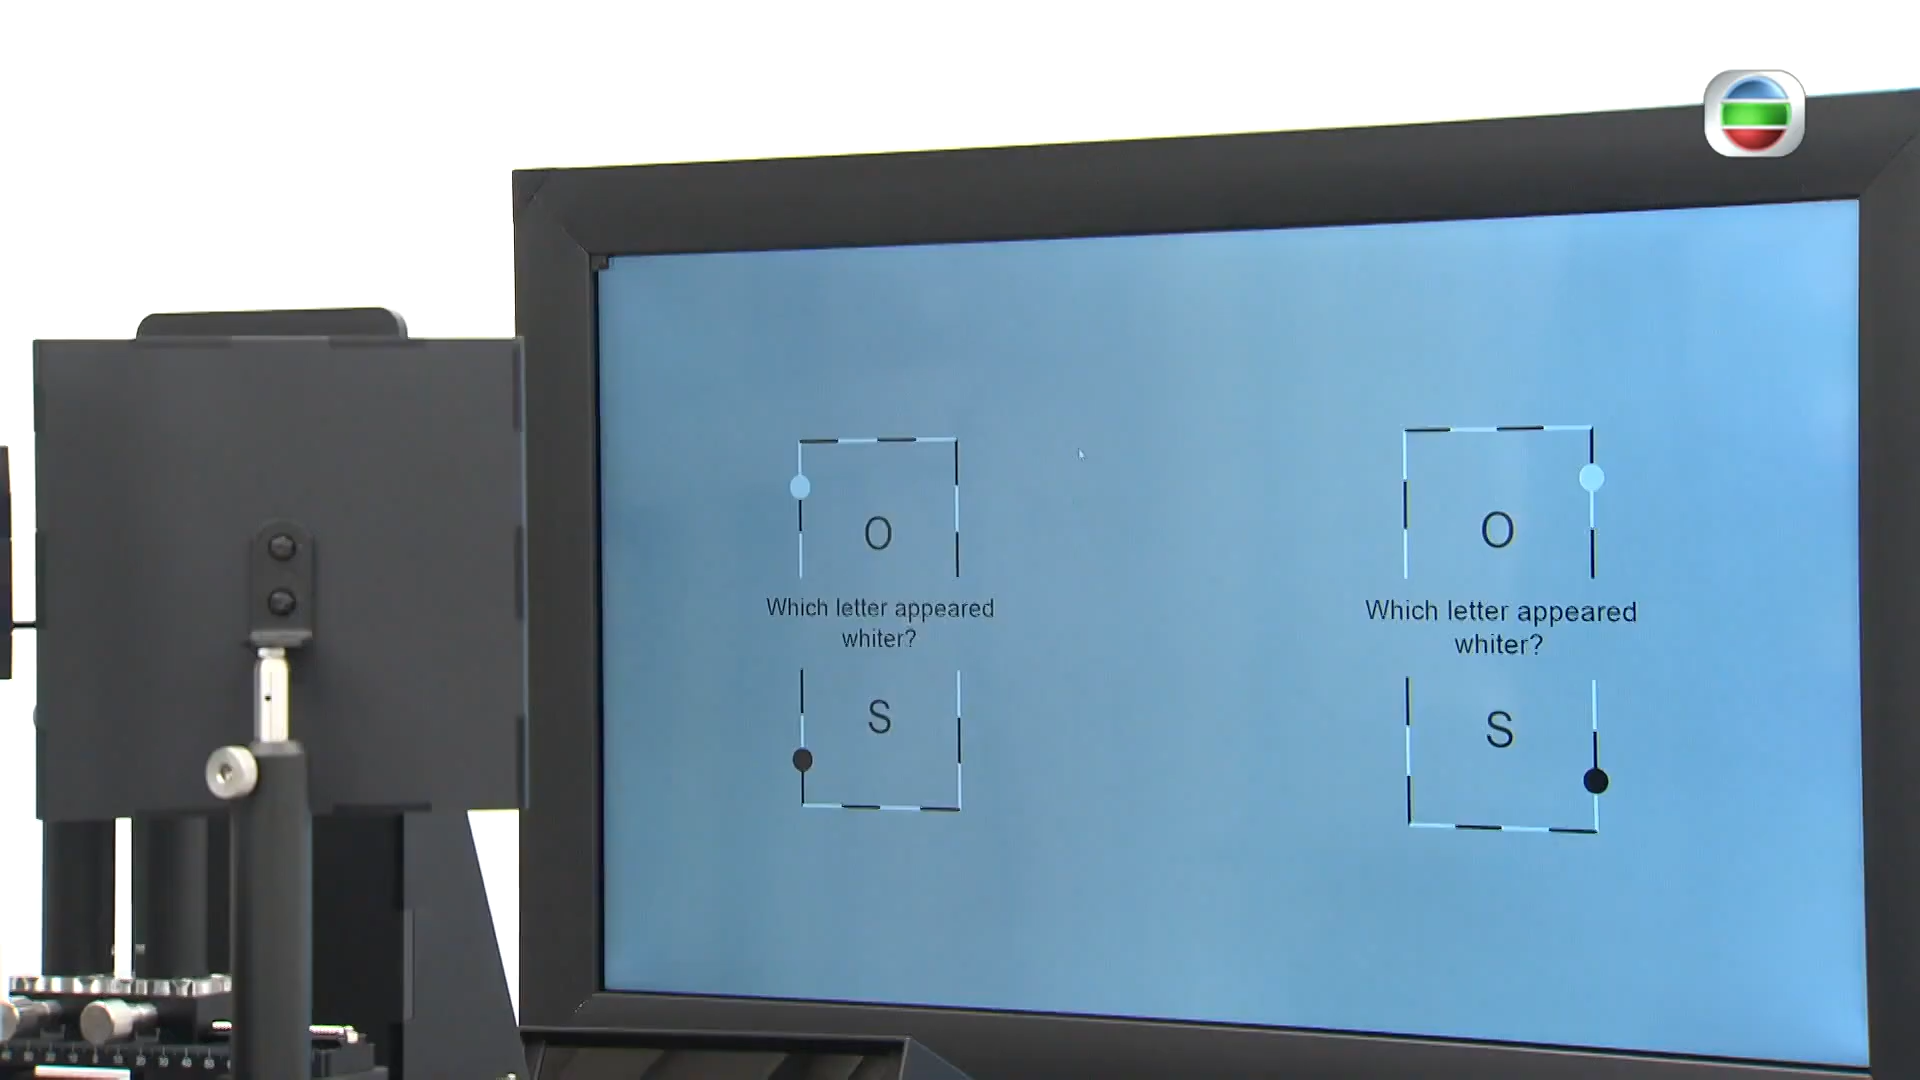 O
Which letter appeared
whiter?
S
O
Which letter appeared
whiter?
S